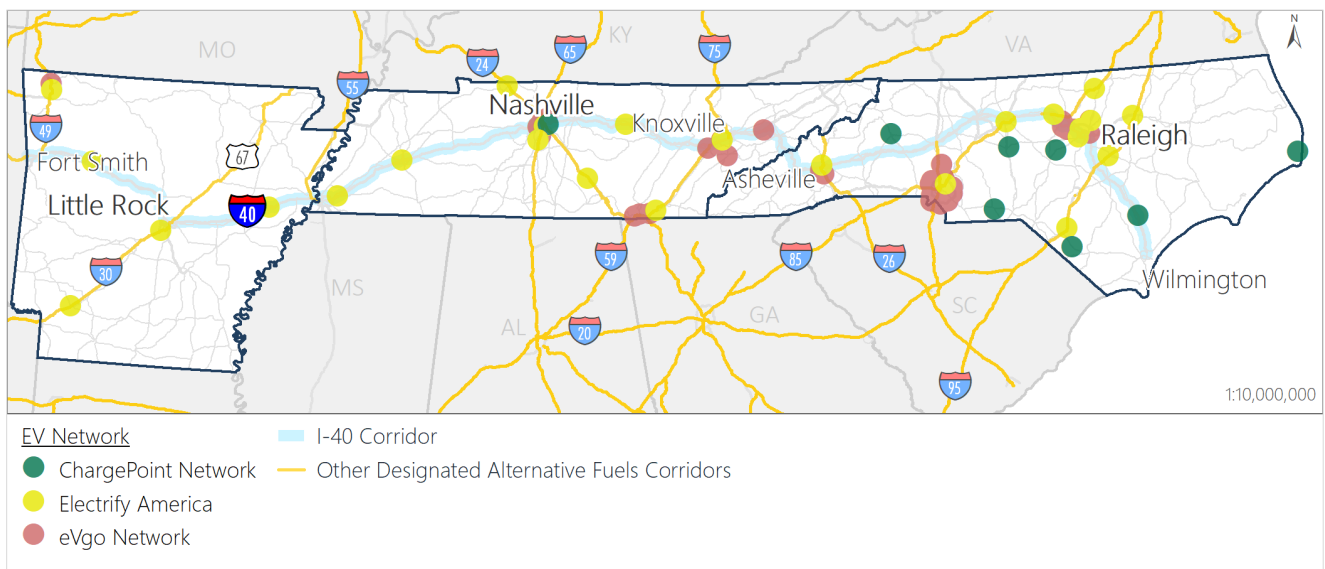 MO
KY
VA
N
24
65
75
55
49
Nashville
Knoxville
Raleigh
67
Fort Smith
Asheville
Little Rock
40
30
59
85
26
Wilmington
MS
AL
GA
SC
20
95
1:10,000,000
EV Network
I-40 Corridor
ChargePoint Network
Other Designated Alternative Fuels Corridors
Electrify America
eVgo Network